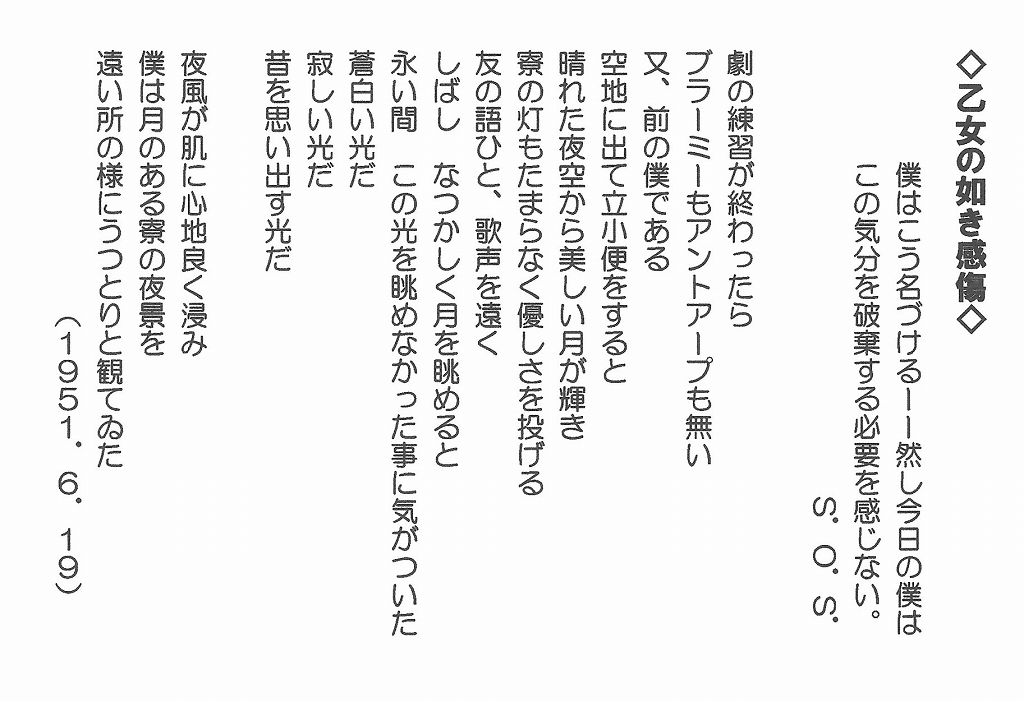 ◇乙女の如き感傷◇
僕はこう名づけるーー然し今日の僕は
この気分を破棄する必要を感じない。
S．O．S．
劇の練習が終わったら
ブラーミーもアントアープも無い
又、前の僕である
空地に出て立小便をすると
晴れた夜空から美しい月が輝き
寮の灯もたまらなく優しさを投げる
友の語ひと、歌声を遠く
しばし　なつかしく月を眺めると
永い間　この光を眺めなかった事に気がついた
蒼白い光だ
寂しい光だ
昔を思い出す光だ
夜風が肌に心地良く浸み
僕は月のある寮の夜景を
遠い所の様にうつとりと観てゐた
（１９５１．６．１９）